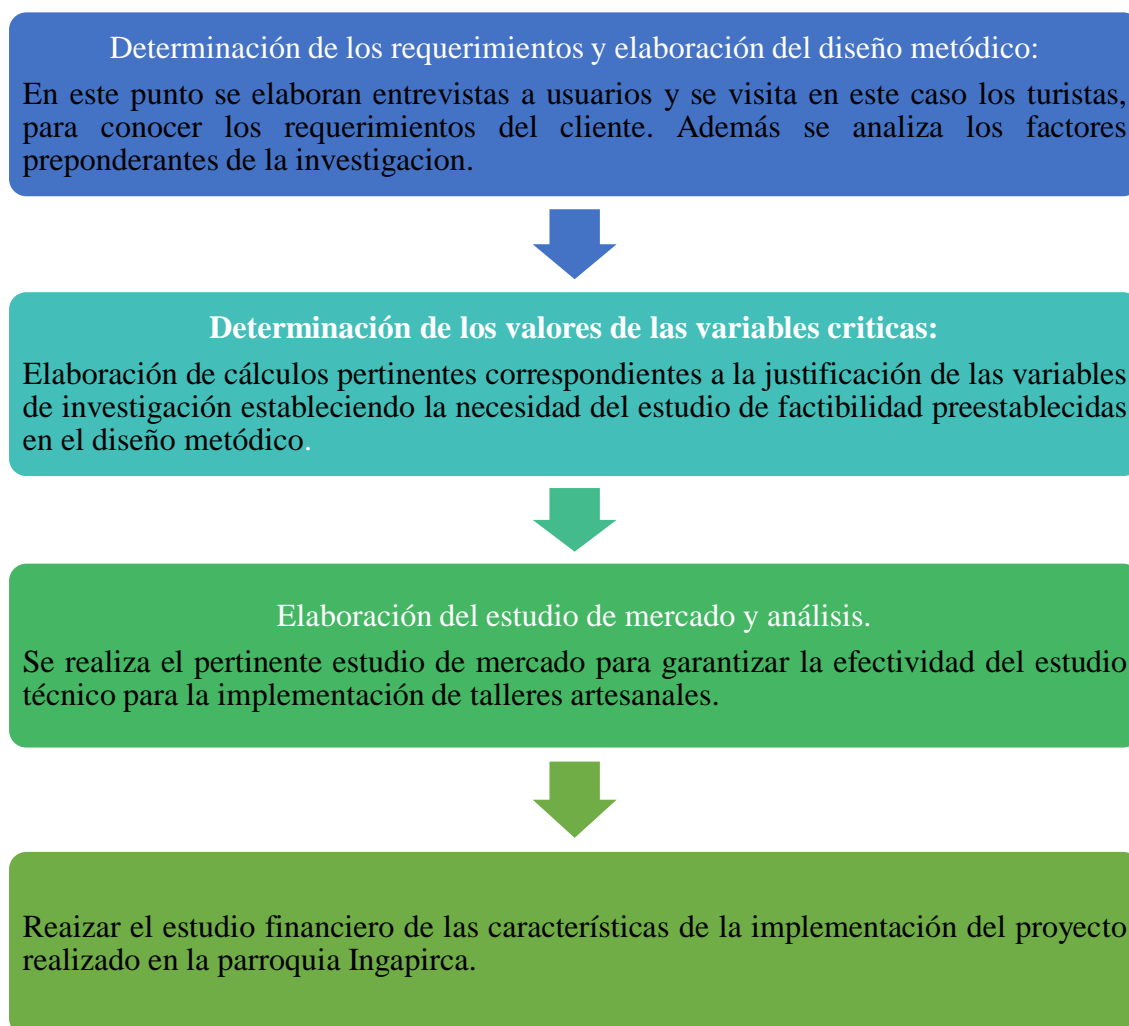 Determinación de los requerimientos y elaboración del diseño metódico:
En este punto se elaboran entrevistas a usuarios y se visita en este caso los turistas,
para conocer los requerimientos del cliente. Además se analiza los factores
preponderantes de la investigacion.
Determinación de los valores de las variables criticas:
Elaboración de cálculos pertinentes correspondientes a la justificación de las variables
de investigación estableciendo la necesidad del estudio de factibilidad preestablecidas
en el diseño metódico.
Elaboración del estudio de mercado y análisis.
Se realiza el pertinente estudio de mercado para garantizar la efectividad del estudio
técnico para la implementación de talleres artesanales.
Reaizar el estudio financiero de las características de la implementación del proyecto
realizado en la parroquia Ingapirca.